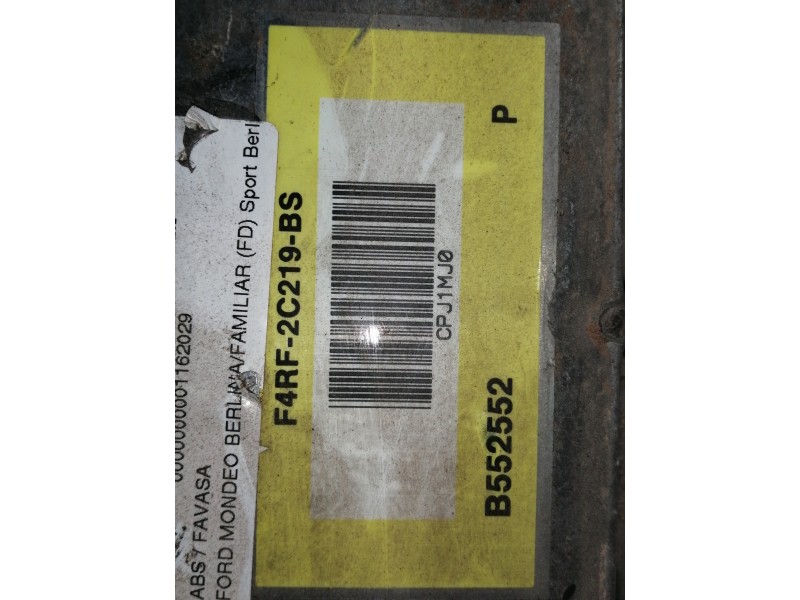 0000000001162029
ABS / FAVASA
FORD MONDEO BERLINA/FAMILIAR (FD) Sport Berl
F4RF-2C219-BS
CPJ1MJ0
B552552 P